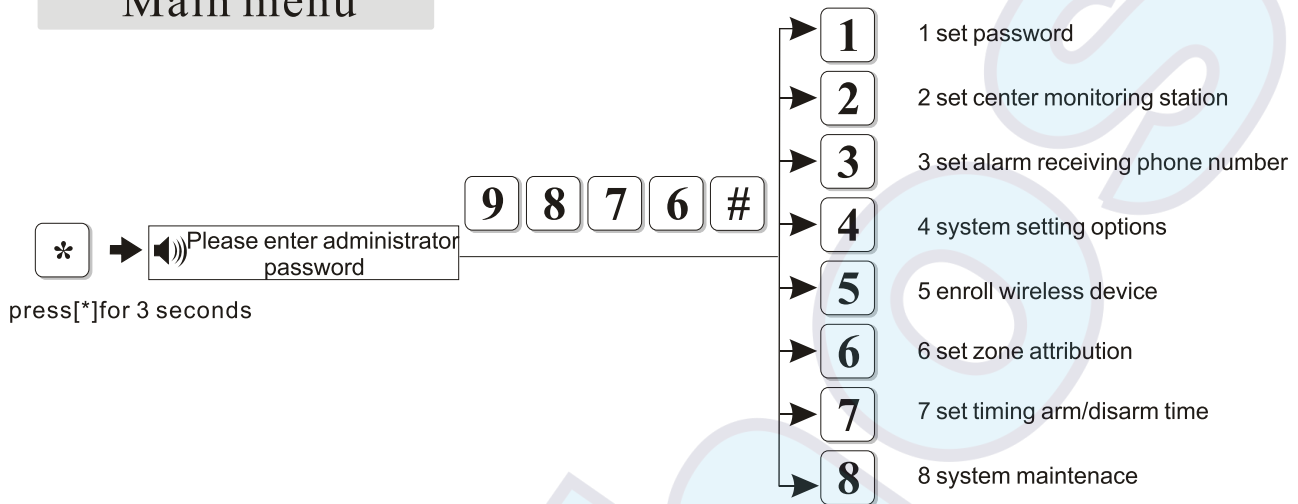 Main menu
*
press[*]for 3 seconds
Please enter administrator
password
9 8 7 6 #
1 1 set password
2 2 set center monitoring station
3 3 set alarm receiving phone number
4 4 system setting options
5 5 enroll wireless device
6 6 set zone attribution
7 7 set timing arm/disarm time
8 8 system maintenace